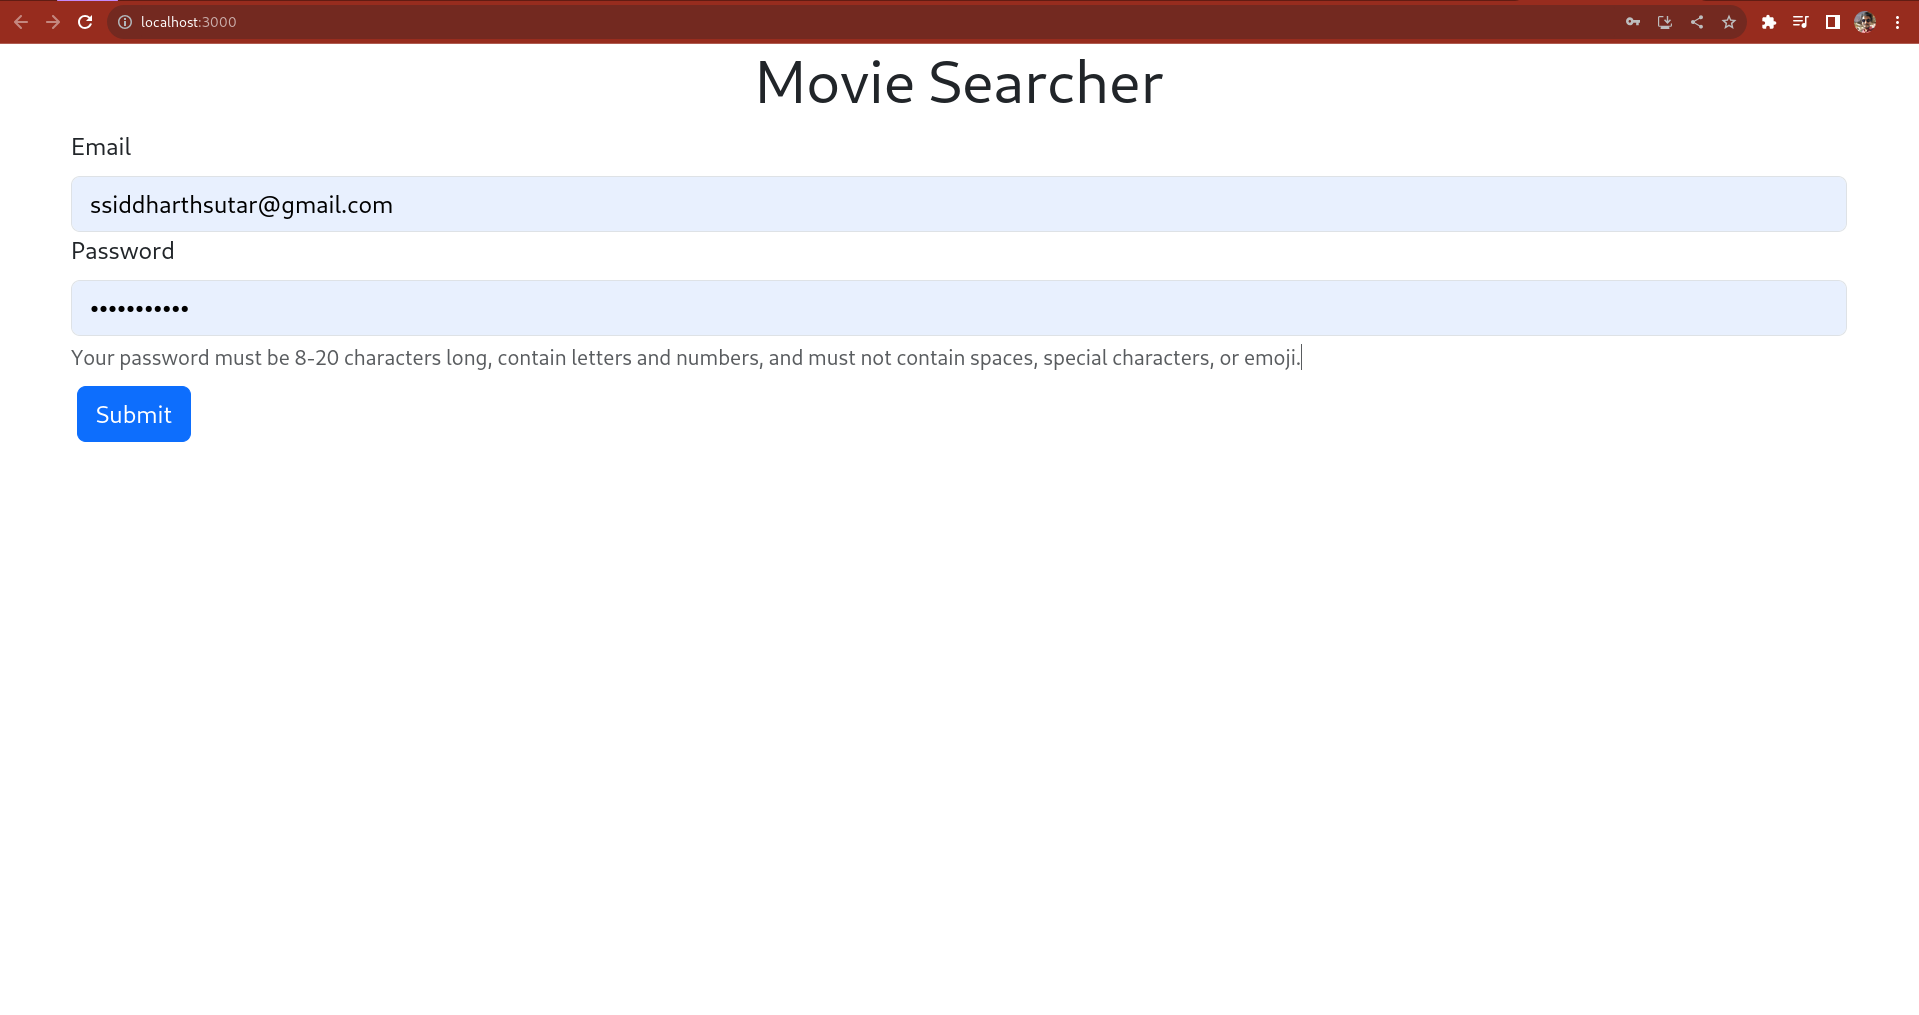 localhost:3000
Movie Searcher
Email
ssiddharthsutar@gmail.com
Password
•••••••••••
Your password must be 8-20 characters long, contain letters and numbers, and must not contain spaces, special characters, or emoji.
Submit